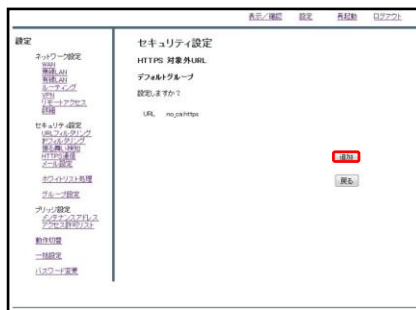 表示／確認 設定 再起動 ログアウト
設定
ネットワーク設定
WAN
無線LAN
有線LAN
ルーティング
VPN
リモートアクセス
詳細
セキュリティ設定
URLフィルタリング
IPフィルタリング
HTTPS通信
メール設定
ホワイトリスト処理
グループ設定
ブリッジ設定
メンテナンスアドレス
アクセス許可リスト
動作切替
一括設定
パスワード変更
セキュリティ設定
HTTPS 対象外URL
デフォルトグループ
設定しますか？
URL no_ca.https
追加
戻る